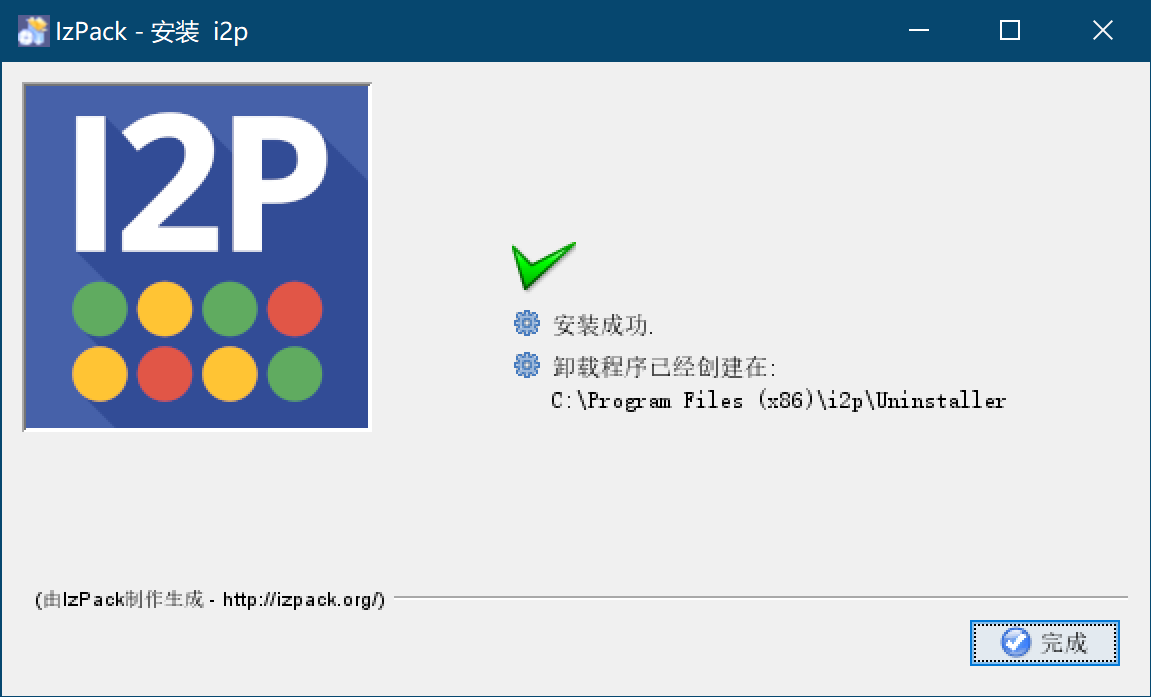 IzPack - 安装 i2p
I2P
安装成功.
卸载程序已经创建在:
C:\Program Files (x86)\i2p\Uninstaller
(由IzPack制作生成 - http://izpack.org/)
完成